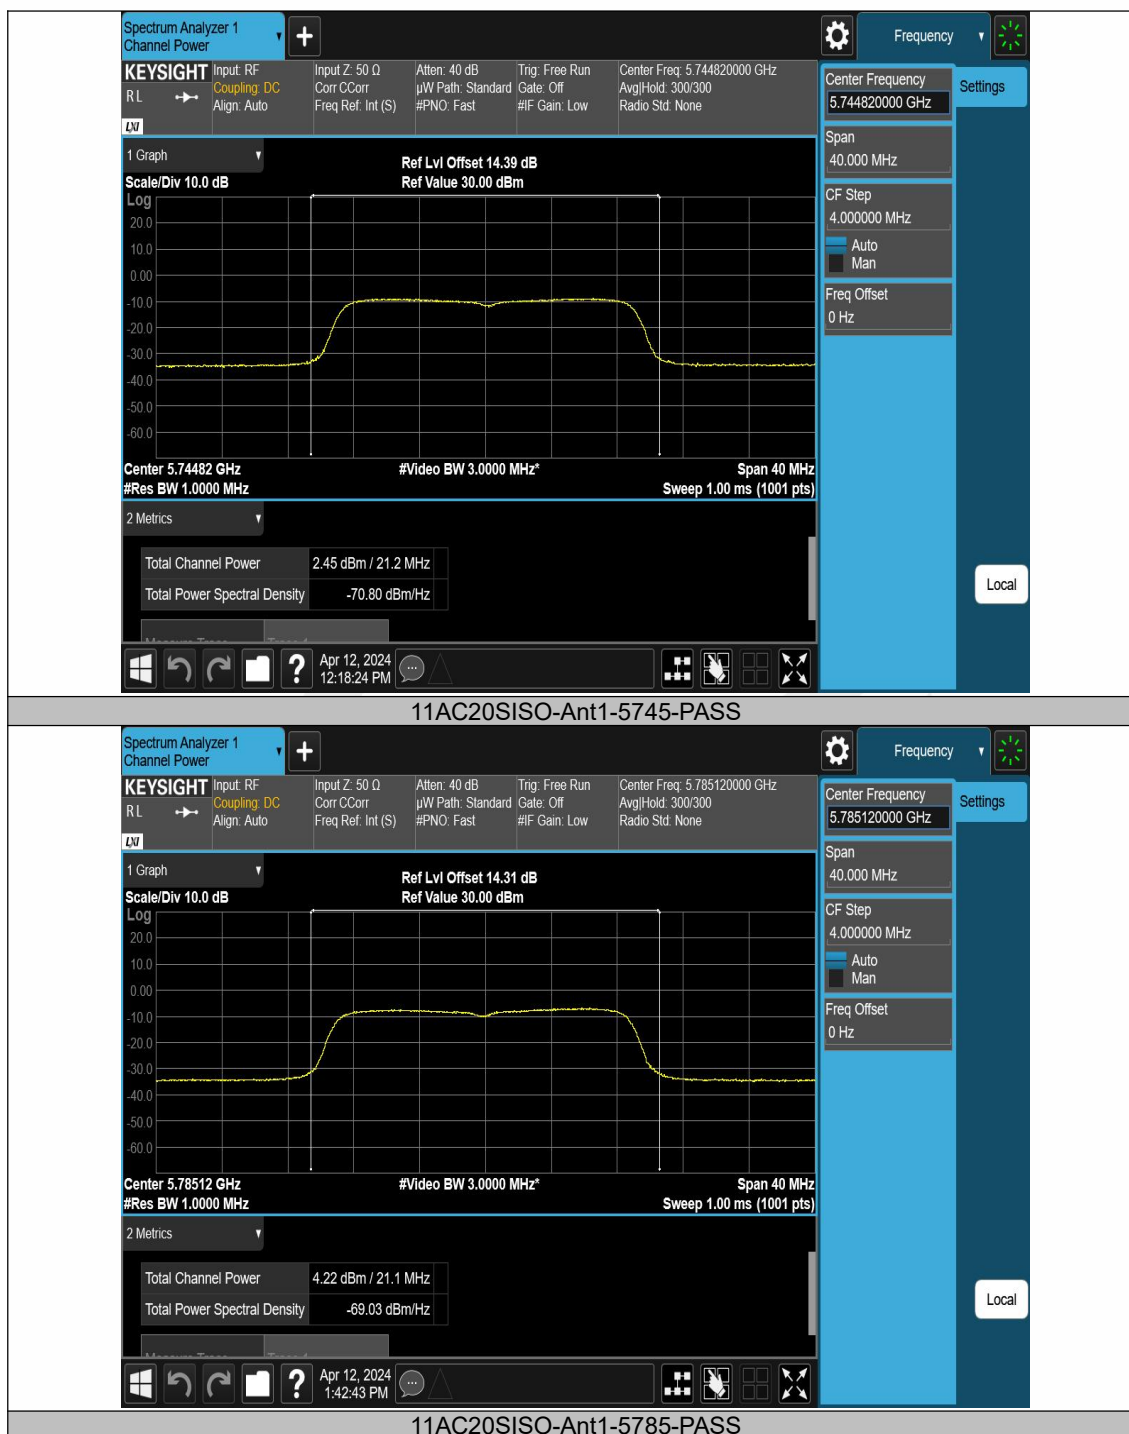 Spectrum Analyzer 1
Channel Power
Frequency
KEYSIGHT
RL
LXI
Input: RF
Coupling: DC
Align: Auto
Input Z: 50 Ω
Corr CCorr
Freq Ref: Int (S)
Atten: 40 dB
µW Path: Standard
#PNO: Fast
Trig: Free Run
Gate: Off
#IF Gain: Low
Center Freq: 5.744820000 GHz
Avg|Hold: 300/300
Radio Std: None
Center Frequency
5.744820000 GHz
Settings
Span
40.000 MHz
CF Step
4.000000 MHz
Auto
Man
Freq Offset
0 Hz
1 Graph
Scale/Div 10.0 dB
Ref Lvl Offset 14.39 dB
Ref Value 30.00 dBm
Log
20.0
10.0
0.00
-10.0
-20.0
-30.0
-40.0
-50.0
-60.0
Center 5.74482 GHz
#Res BW 1.0000 MHz
#Video BW 3.0000 MHz*
Span 40 MHz
Sweep 1.00 ms (1001 pts)
2 Metrics
Total Channel Power 2.45 dBm / 21.2 MHz
Total Power Spectral Density -70.80 dBm/Hz
Local
?
Apr 12, 2024
12:18:24 PM
11AC20SISO-Ant1-5745-PASS
Spectrum Analyzer 1
Channel Power
Frequency
KEYSIGHT
RL
LXI
Input: RF
Coupling: DC
Align: Auto
Input Z: 50 Ω
Corr CCorr
Freq Ref: Int (S)
Atten: 40 dB
µW Path: Standard
#PNO: Fast
Trig: Free Run
Gate: Off
#IF Gain: Low
Center Freq: 5.785120000 GHz
Avg|Hold: 300/300
Radio Std: None
Center Frequency
5.785120000 GHz
Settings
Span
40.000 MHz
CF Step
4.000000 MHz
Auto
Man
Freq Offset
0 Hz
1 Graph
Scale/Div 10.0 dB
Ref Lvl Offset 14.31 dB
Ref Value 30.00 dBm
Log
20.0
10.0
0.00
-10.0
-20.0
-30.0
-40.0
-50.0
-60.0
Center 5.78512 GHz
#Res BW 1.0000 MHz
#Video BW 3.0000 MHz*
Span 40 MHz
Sweep 1.00 ms (1001 pts)
2 Metrics
Total Channel Power 4.22 dBm / 21.1 MHz
Total Power Spectral Density -69.03 dBm/Hz
Local
?
Apr 12, 2024
1:42:43 PM
11AC20SISO-Ant1-5785-PASS